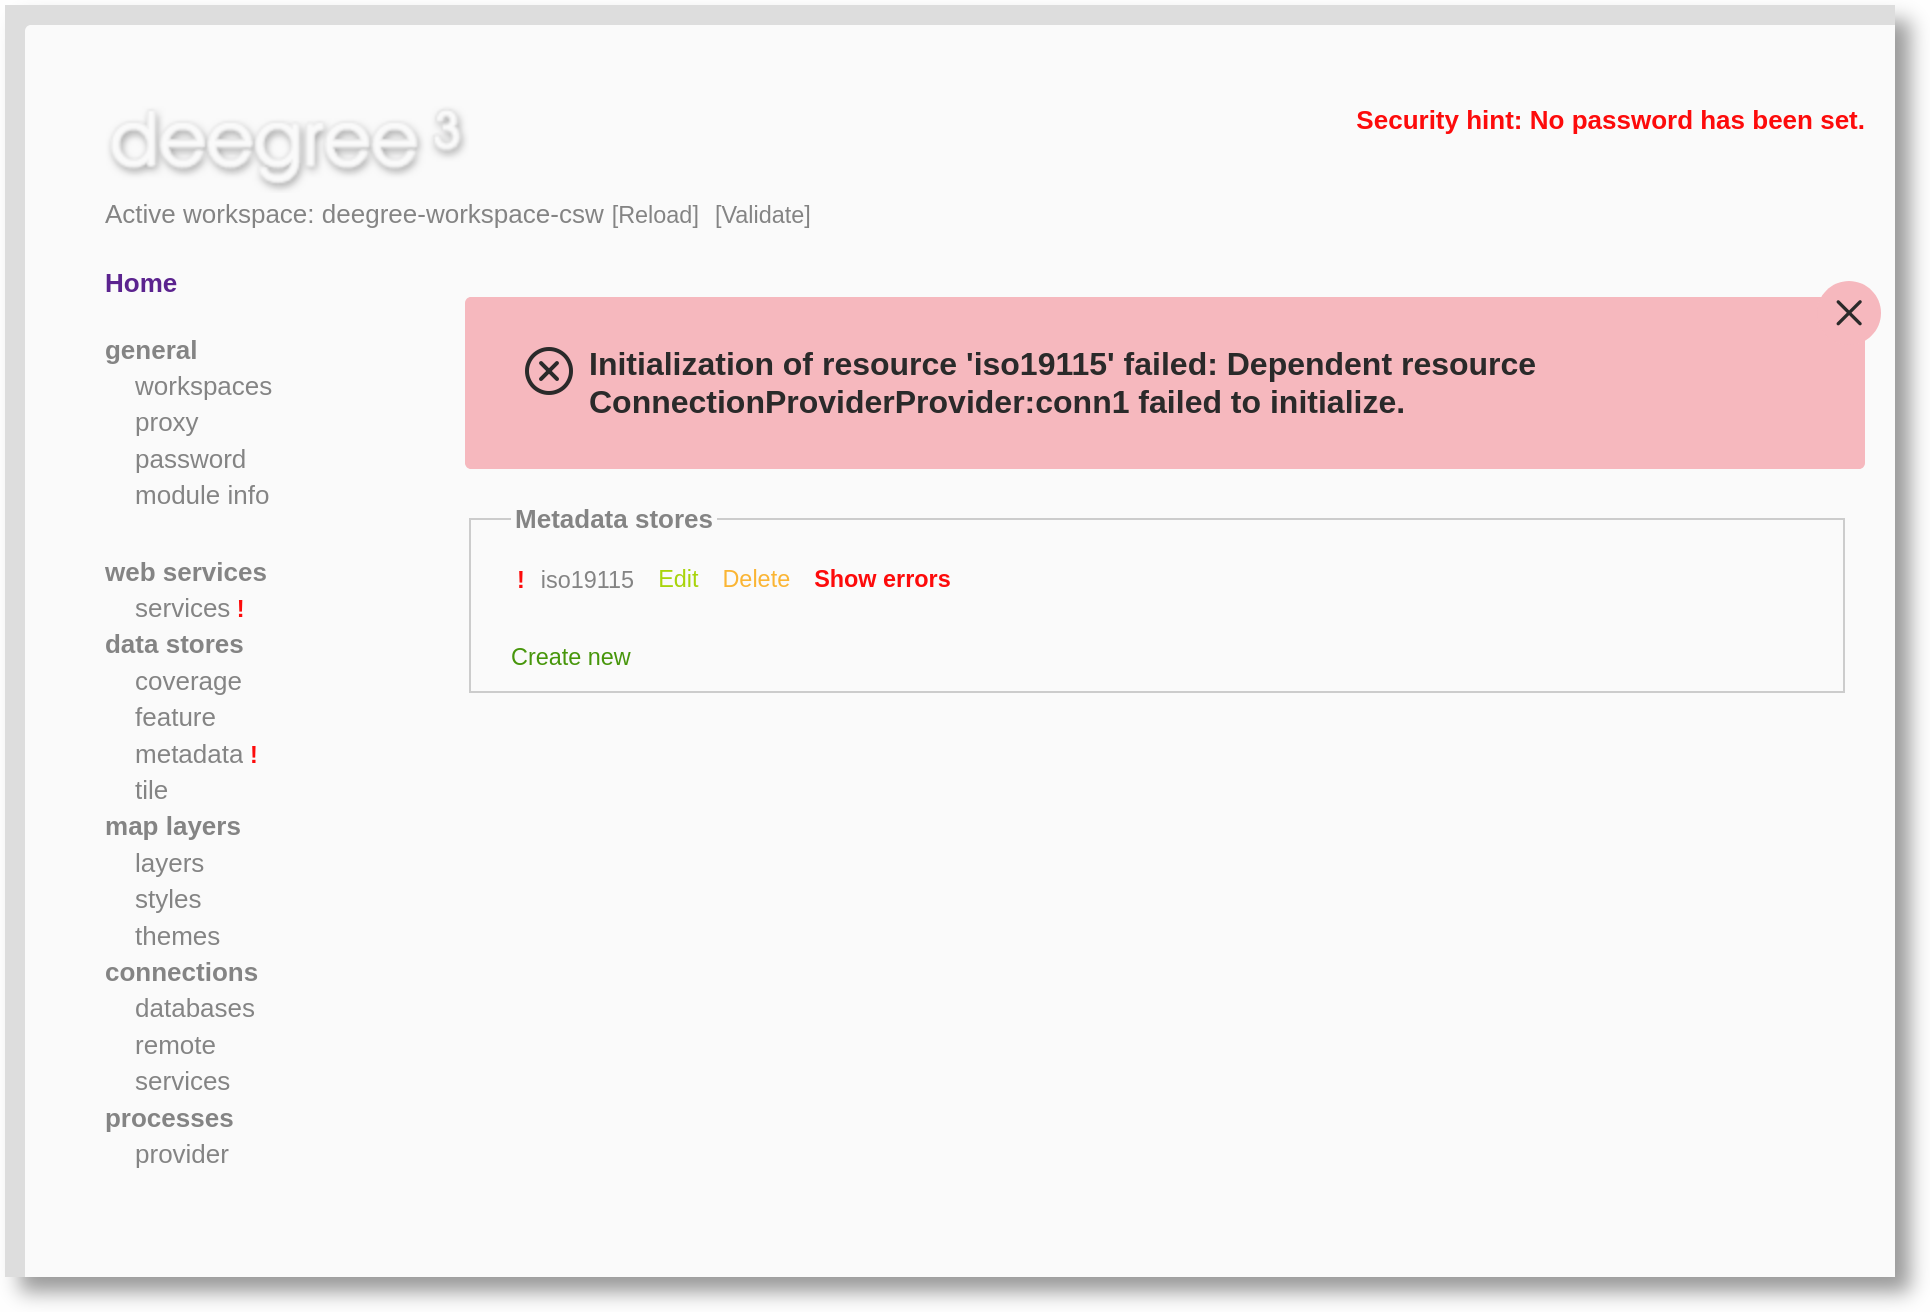 deegree 3
Security hint: No password has been set.
Active workspace: deegree-workspace-csw [Reload] [Validate]
Home
general
workspaces
proxy
password
module info
web services
services !
data stores
coverage
feature
metadata !
tile
map layers
layers
styles
themes
connections
databases
remote
services
processes
provider
Initialization of resource 'iso19115' failed: Dependent resource
ConnectionProviderProvider:conn1 failed to initialize.
Metadata stores
! iso19115 Edit Delete Show errors
Create new